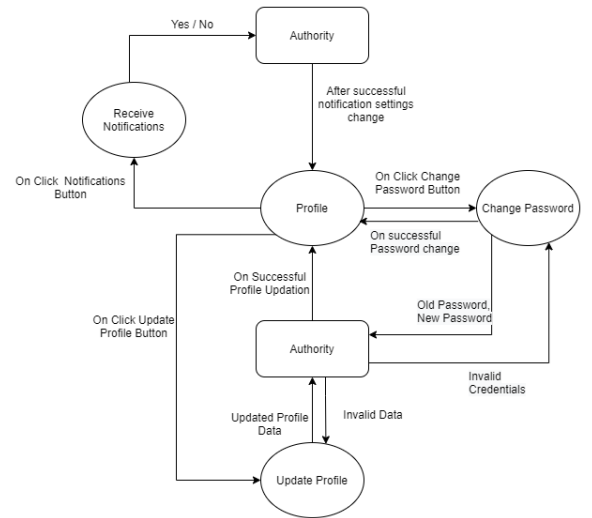 Yes / No
Authority
After successful
notification settings
change
Receive
Notifications
On Click Notifications
Button
On Click Change
Password Button
Profile
Change Password
On successful
Password change
On Successful
Profile Updation
Old Password,
New Password
On Click Update
Profile Button
Authority
Invalid
Credentials
Updated Profile
Data
Invalid Data
Update Profile